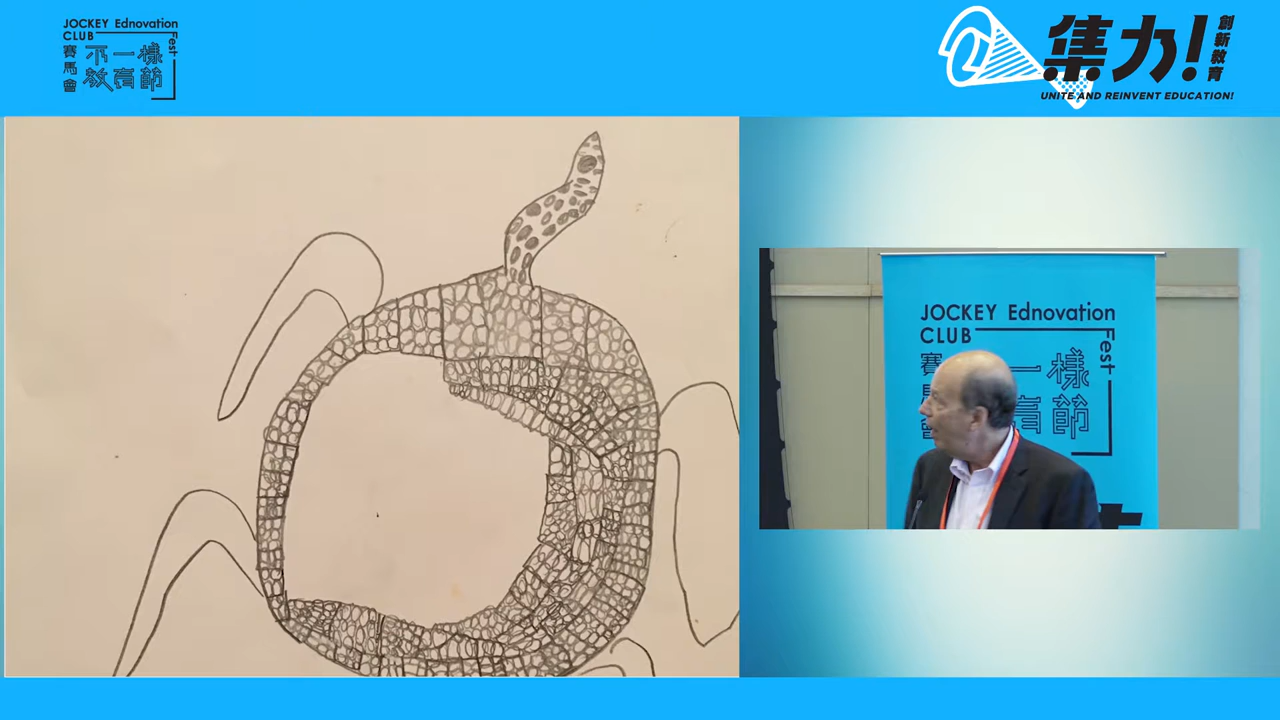 JOCKEY Ednovation
CLUB Fest
賽馬會 不一樣
教育節
集力!
創新教育
UNITE AND REINVENT EDUCATION!
JOCKEY Ednovation
CLUB Fest
賽 一樣
育節